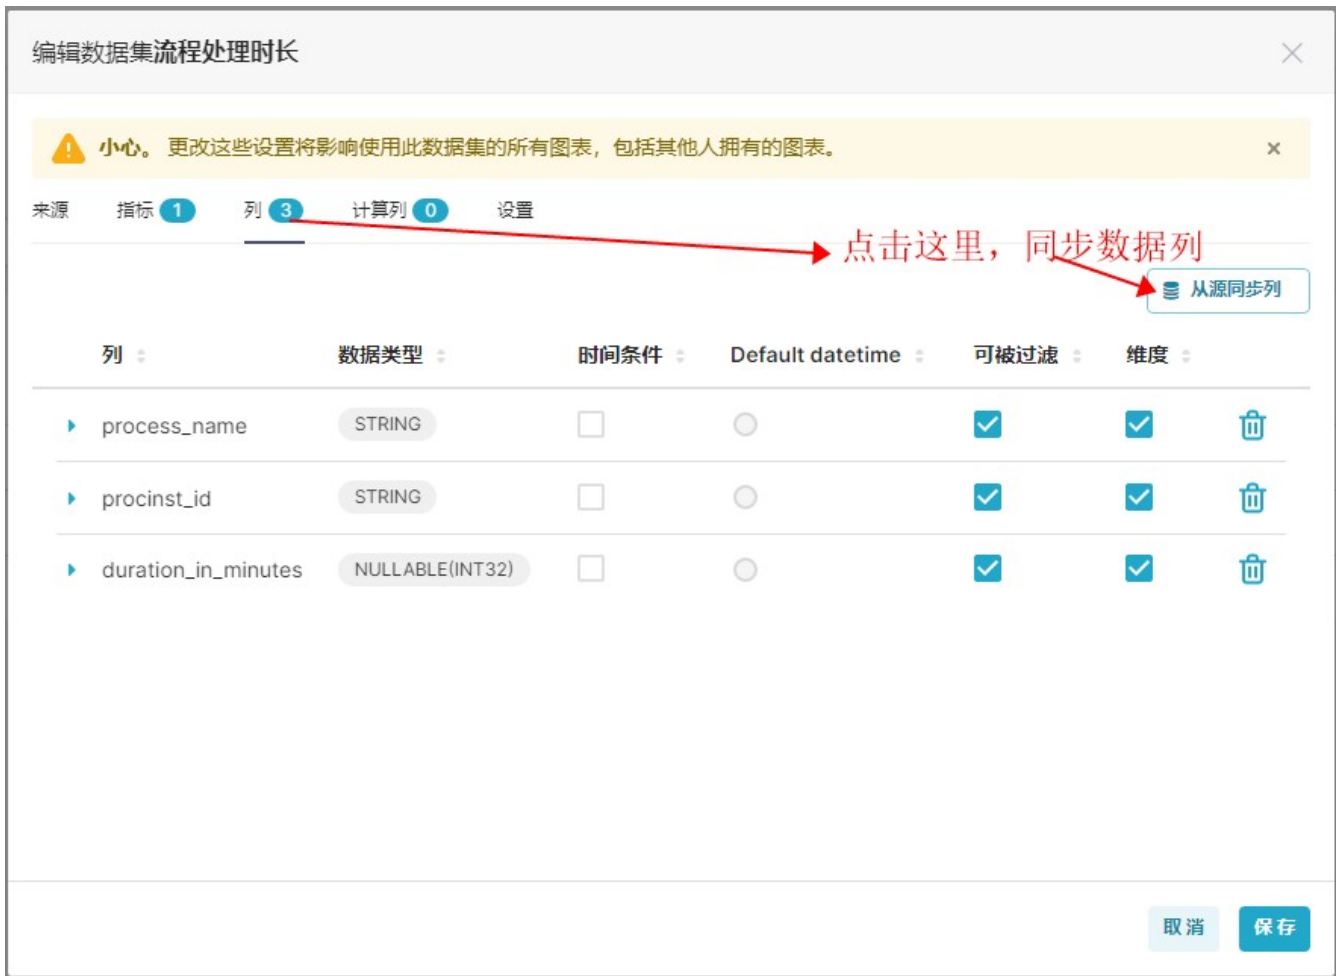 编辑数据集流程处理时长
小心。 更改这些设置将影响使用此数据集的所有图表，包括其他人拥有的图表。
来源 指标 1 列 3 计算列 0 设置
点击这里，同步数据列
从源同步列
列 数据类型 时间条件 Default datetime 可被过滤 维度
process_name STRING
procinst_id STRING
duration_in_minutes NULLABLE(INT32)
取消 保存